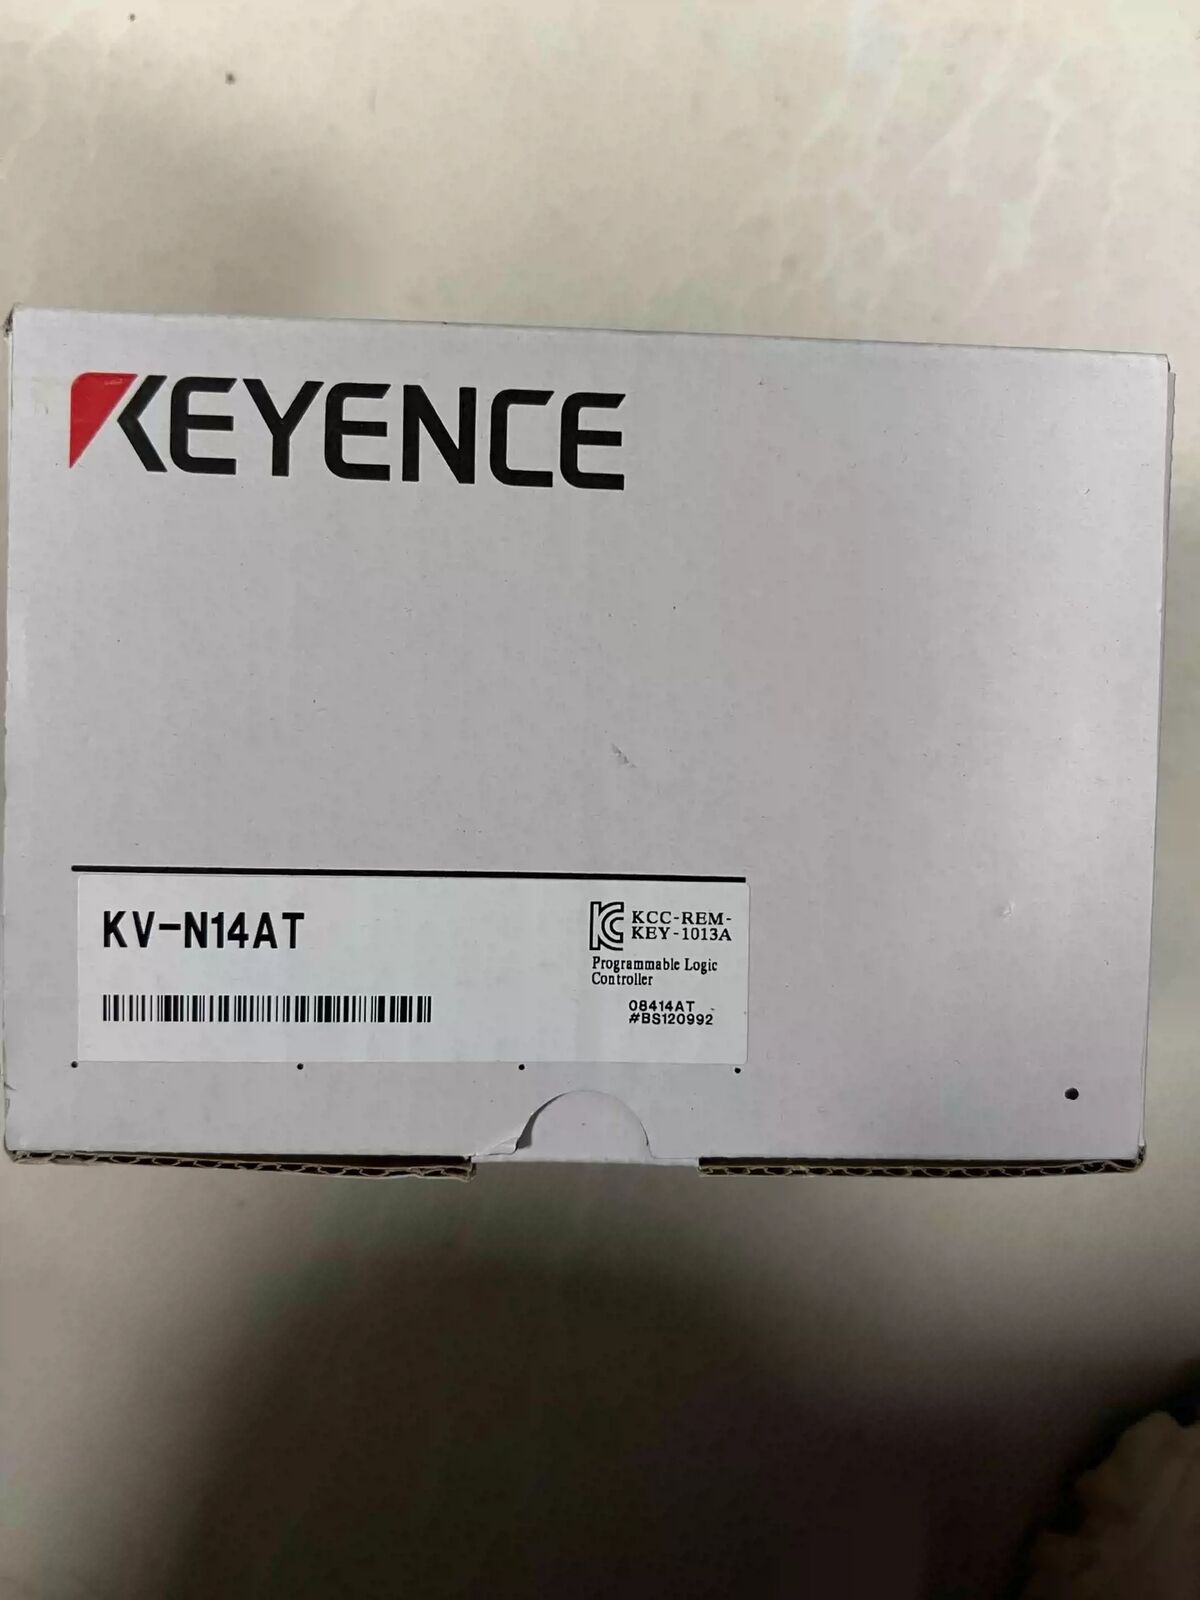 KEYENCE
KV-N14AT
KCC-REM-
KEY-1013A
Programmable Logic
Controller
08414AT
#BS120992